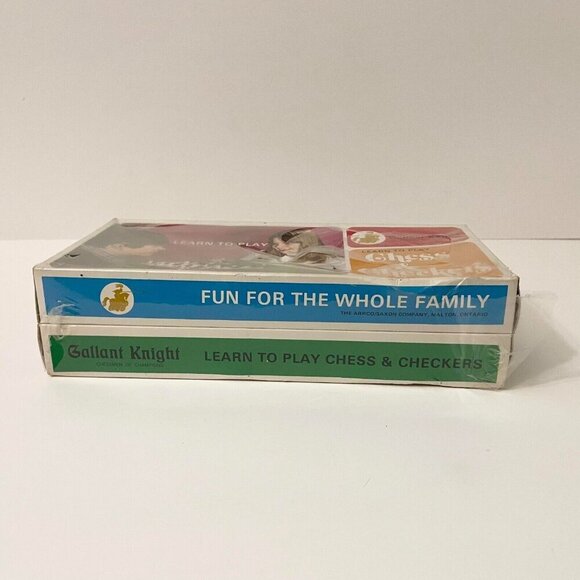 LEARN TO PLAY
LEARN TO PLAY
Chess
& Checkers
FUN FOR THE WHOLE FAMILY
THE ARRCO/SAXON COMPANY, MALTON, ONTARIO
Gallant Knight
CHESSMEN OF CHAMPIONS
LEARN TO PLAY CHESS & CHECKERS